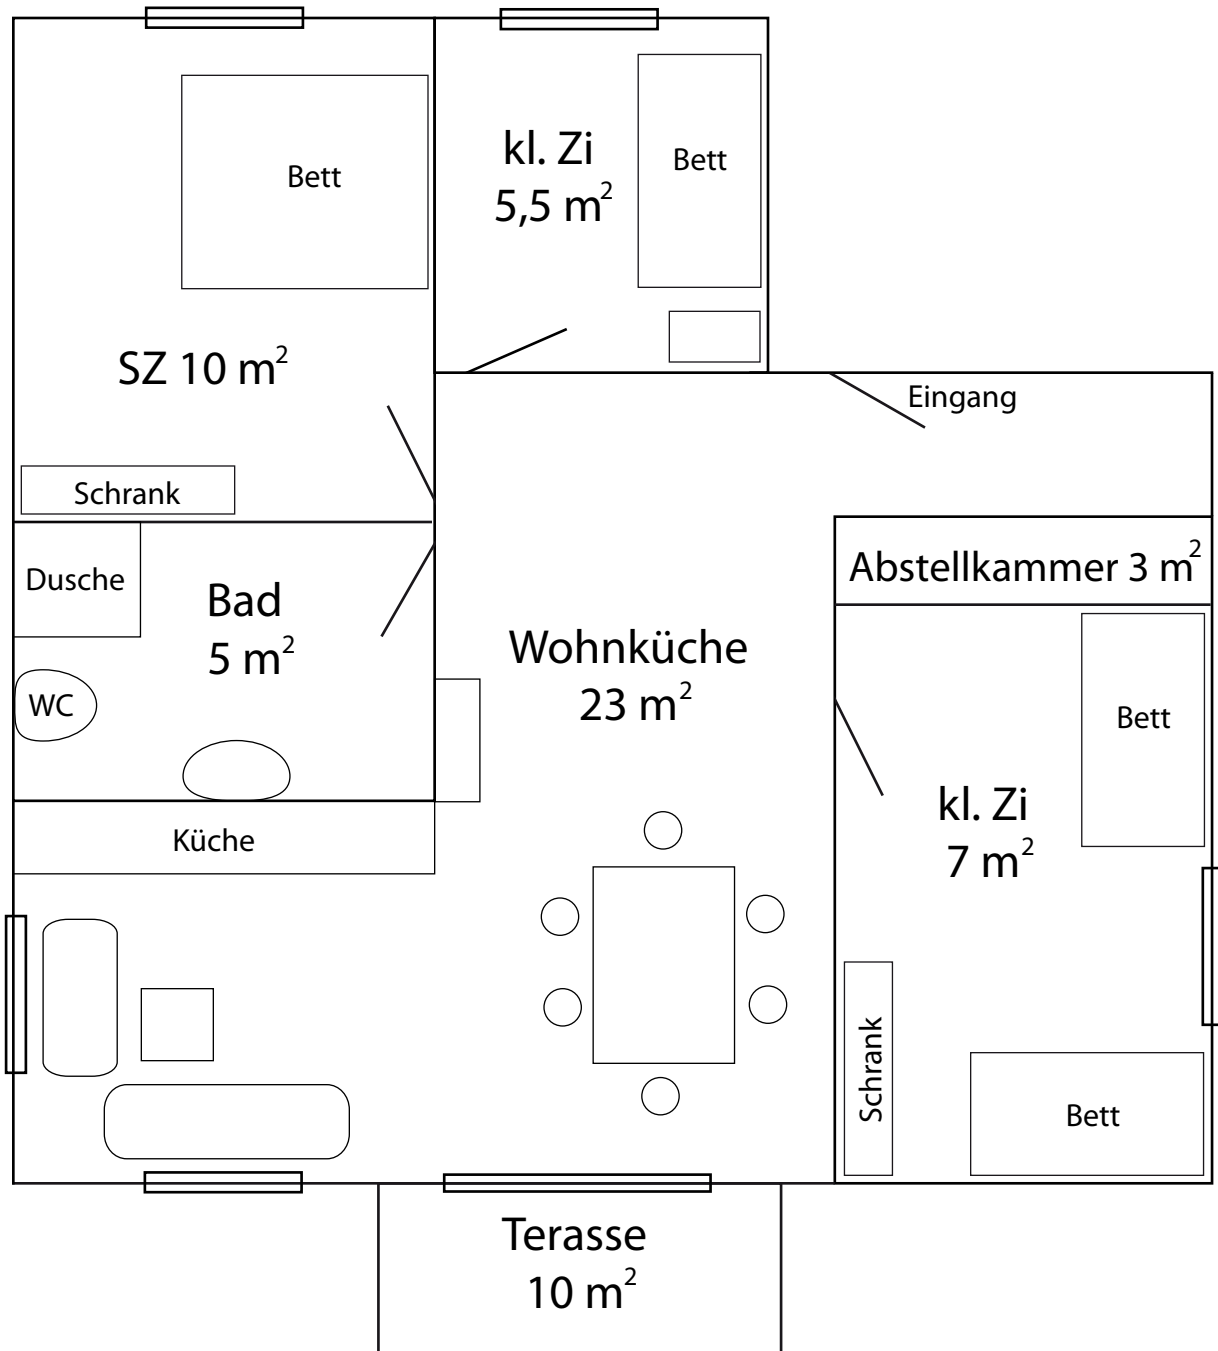 Bett
kl. Zi
5,5 m²
Bett
SZ 10 m²
Eingang
Schrank
Dusche
Bad
5 m²
WC
Abstellkammer 3 m²
Wohnküche
23 m²
Bett
kl. Zi
7 m²
Küche
Schrank
Bett
Terasse
10 m²